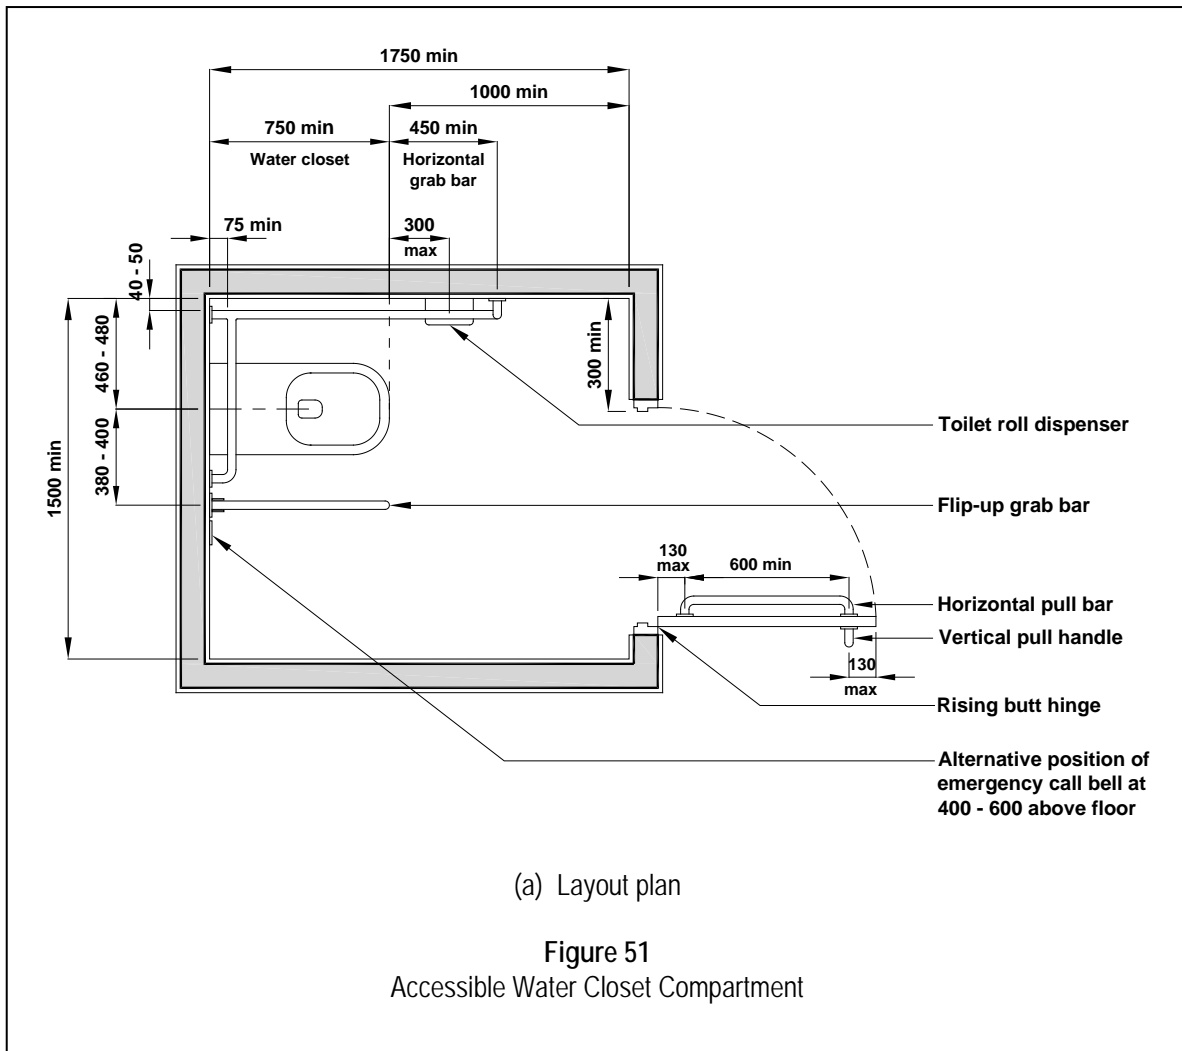 1750 min
1000 min
750 min
450 min
Water closet
Horizontal
grab bar
75 min
300
max
40 - 50
460 - 480
380 - 400
1500 min
300 min
Toilet roll dispenser
Flip-up grab bar
130
max
600 min
Horizontal pull bar
Vertical pull handle
130
max
Rising butt hinge
Alternative position of
emergency call bell at
400 - 600 above floor
(a) Layout plan
Figure 51
Accessible Water Closet Compartment